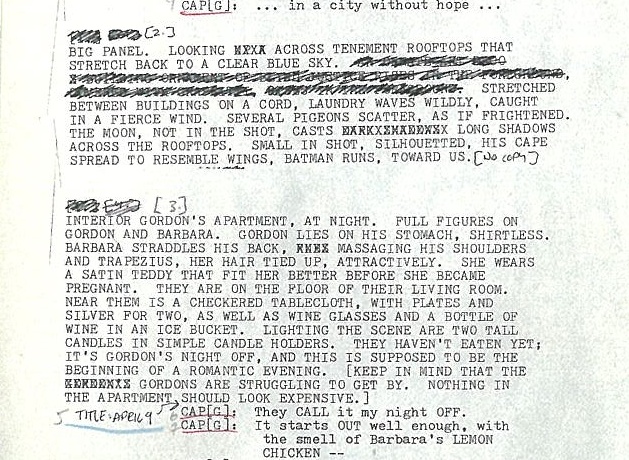 CAP[G]: ... in a city without hope ...
[2.]
BIG PANEL. LOOKING ACROSS TENEMENT ROOFTOPS THAT
STRETCH BACK TO A CLEAR BLUE SKY.
STRETCHED
BETWEEN BUILDINGS ON A CORD, LAUNDRY WAVES WILDLY, CAUGHT
IN A FIERCE WIND. SEVERAL PIGEONS SCATTER, AS IF FRIGHTENED.
THE MOON, NOT IN THE SHOT, CASTS LONG SHADOWS
ACROSS THE ROOFTOPS. SMALL IN SHOT, SILHOUETTED, HIS CAPE
SPREAD TO RESEMBLE WINGS, BATMAN RUNS, TOWARD US. [NO COPY]
[3.]
INTERIOR GORDON'S APARTMENT, AT NIGHT. FULL FIGURES ON
GORDON AND BARBARA. GORDON LIES ON HIS STOMACH, SHIRTLESS.
BARBARA STRADDLES HIS BACK, MASSAGING HIS SHOULDERS
AND TRAPEZIUS, HER HAIR TIED UP, ATTRACTIVELY. SHE WEARS
A SATIN TEDDY THAT FIT HER BETTER BEFORE SHE BECAME
PREGNANT. THEY ARE ON THE FLOOR OF THEIR LIVING ROOM.
NEAR THEM IS A CHECKERED TABLECLOTH, WITH PLATES AND
SILVER FOR TWO, AS WELL AS WINE GLASSES AND A BOTTLE OF
WINE IN AN ICE BUCKET. LIGHTING THE SCENE ARE TWO TALL
CANDLES IN SIMPLE CANDLE HOLDERS. THEY HAVEN'T EATEN YET;
IT'S GORDON'S NIGHT OFF, AND THIS IS SUPPOSED TO BE THE
BEGINNING OF A ROMANTIC EVENING. [KEEP IN MIND THAT THE
GORDONS ARE STRUGGLING TO GET BY. NOTHING IN
THE APARTMENT SHOULD LOOK EXPENSIVE.]
5 TITLE: APRIL 9 CAP[G]: They CALL it my night OFF.
CAP[G]: It starts OUT well enough, with
the smell of Barbara's LEMON
CHICKEN --